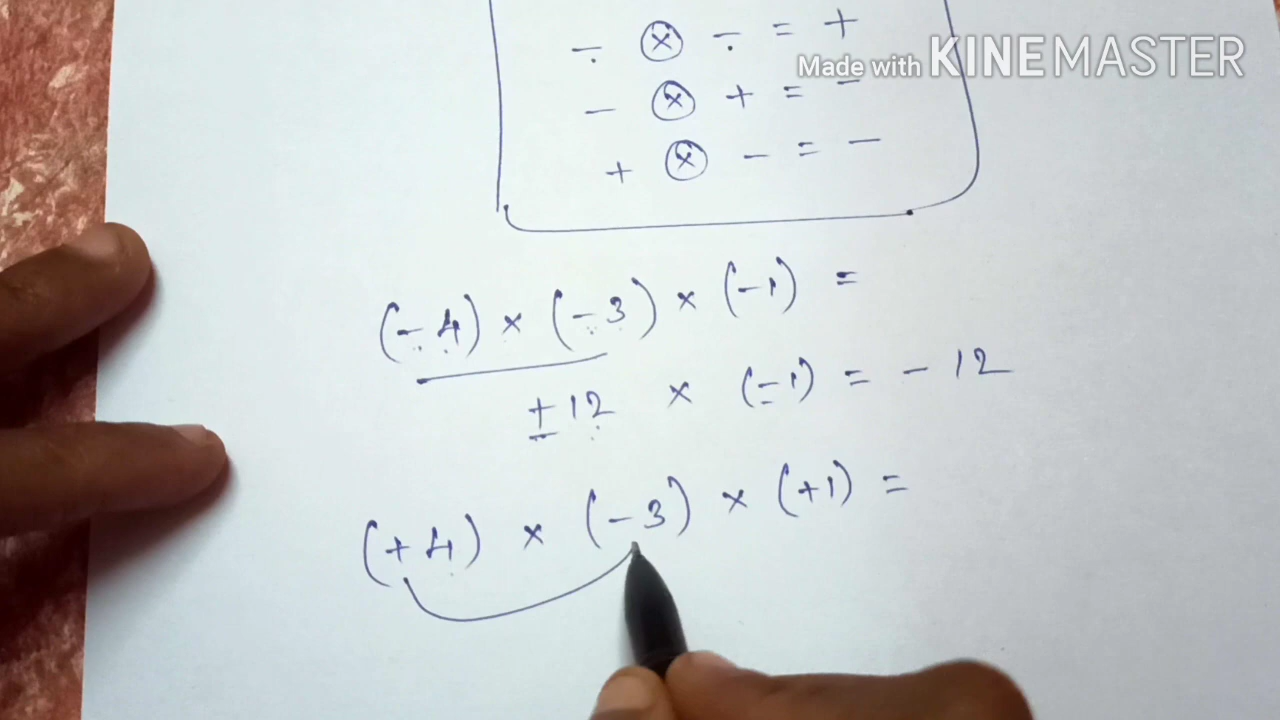 - × - = +
Made with KINEMASTER
- × + = -
+ × - = -
(-4) × (-3) × (-1) =
+12 × (-1) = -12
(+4) × (-3) × (+1) =